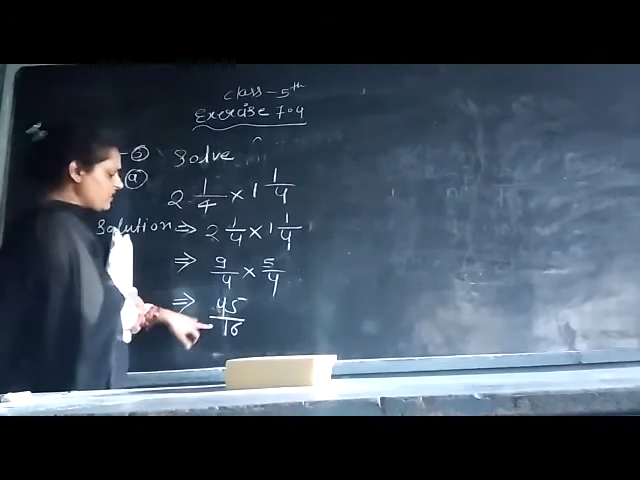 Class - 5th
Exercise 7.4
⑤ Solve
2 1/4 × 1 1/4
Solution ⇒ 2 1/4 × 1 1/4
⇒ 9/4 × 5/4
⇒ 45/16